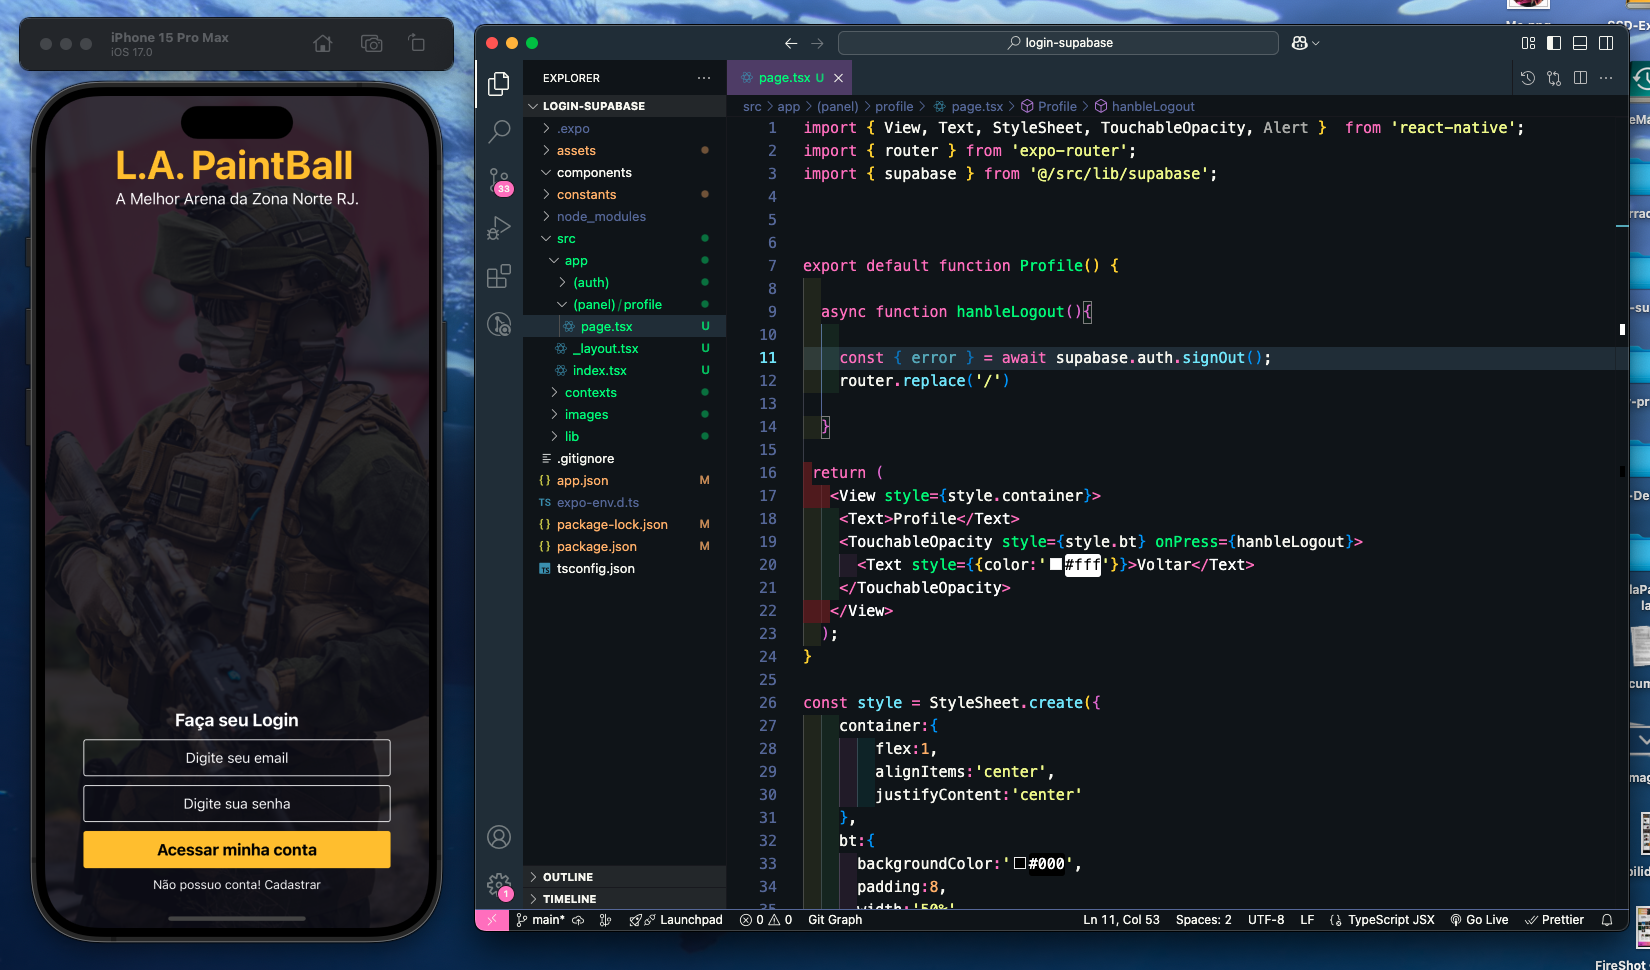 iPhone 15 Pro Max
iOS 17.0
L.A. PaintBall
A Melhor Arena da Zona Norte RJ.
Faça seu Login
Digite seu email
Digite sua senha
Acessar minha conta
Não possuo conta! Cadastrar
login-supabase
EXPLORER
LOGIN-SUPABASE
.expo
assets
components
constants
node_modules
src
app
(auth)
(panel)/profile
page.tsx U
_layout.tsx U
index.tsx U
contexts
images
lib
.gitignore
{} app.json M
TS expo-env.d.ts
{} package-lock.json M
{} package.json M
tsconfig.json
OUTLINE
TIMELINE
33
1
page.tsx U
src > app > (panel) > profile > page.tsx > Profile > hanbleLogout
1 import { View, Text, StyleSheet, TouchableOpacity, Alert }  from 'react-native';
2 import { router } from 'expo-router';
3 import { supabase } from '@/src/lib/supabase';
4
5
6
7 export default function Profile() {
8
9 async function hanbleLogout(){
10
11 const { error } = await supabase.auth.signOut();
12 router.replace('/')
13
14 }
15
16 return (
17 <View style={style.container}>
18 <Text>Profile</Text>
19 <TouchableOpacity style={style.bt} onPress={hanbleLogout}>
20 <Text style={{color:'#fff'}}>Voltar</Text>
21 </TouchableOpacity>
22 </View>
23 );
24 }
25
26 const style = StyleSheet.create({
27 container:{
28 flex:1,
29 alignItems:'center',
30 justifyContent:'center'
31 },
32 bt:{
33 backgroundColor:'#000',
34 padding:8,
35 width:'50%'
main* Launchpad 0 0 Git Graph Ln 11, Col 53 Spaces: 2 UTF-8 LF {} TypeScript JSX Go Live Prettier
FireShot